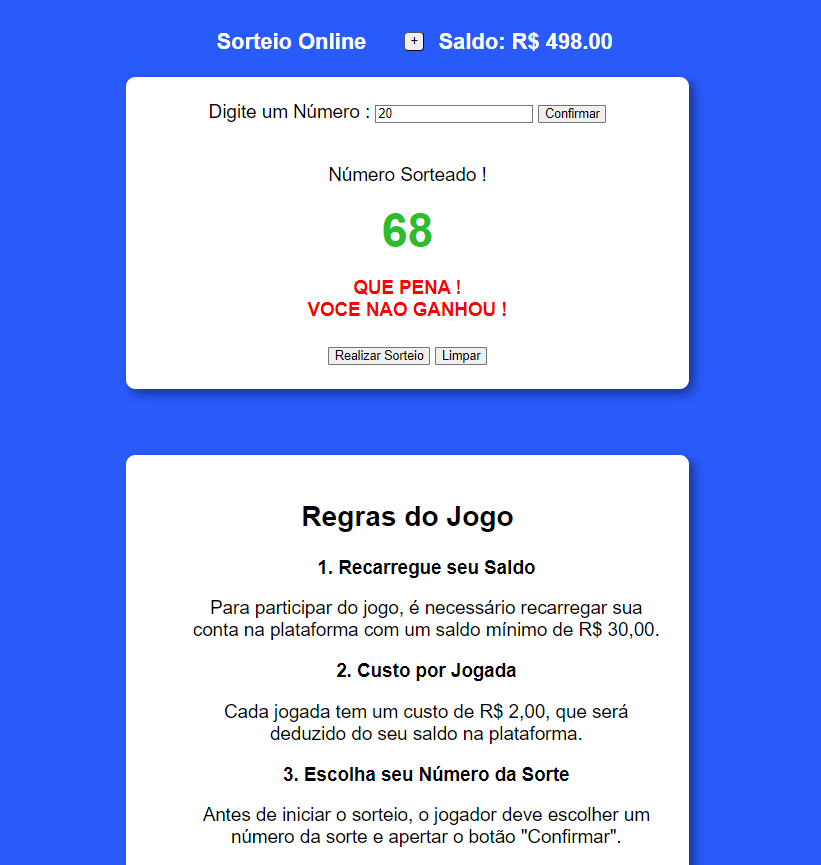 Sorteio Online + Saldo: R$ 498.00
Digite um Número : 20 Confirmar
Número Sorteado !
68
QUE PENA !
VOCE NAO GANHOU !
Realizar Sorteio Limpar
Regras do Jogo
1. Recarregue seu Saldo
Para participar do jogo, é necessário recarregar sua
conta na plataforma com um saldo mínimo de R$ 30,00.
2. Custo por Jogada
Cada jogada tem um custo de R$ 2,00, que será
deduzido do seu saldo na plataforma.
3. Escolha seu Número da Sorte
Antes de iniciar o sorteio, o jogador deve escolher um
número da sorte e apertar o botão "Confirmar".